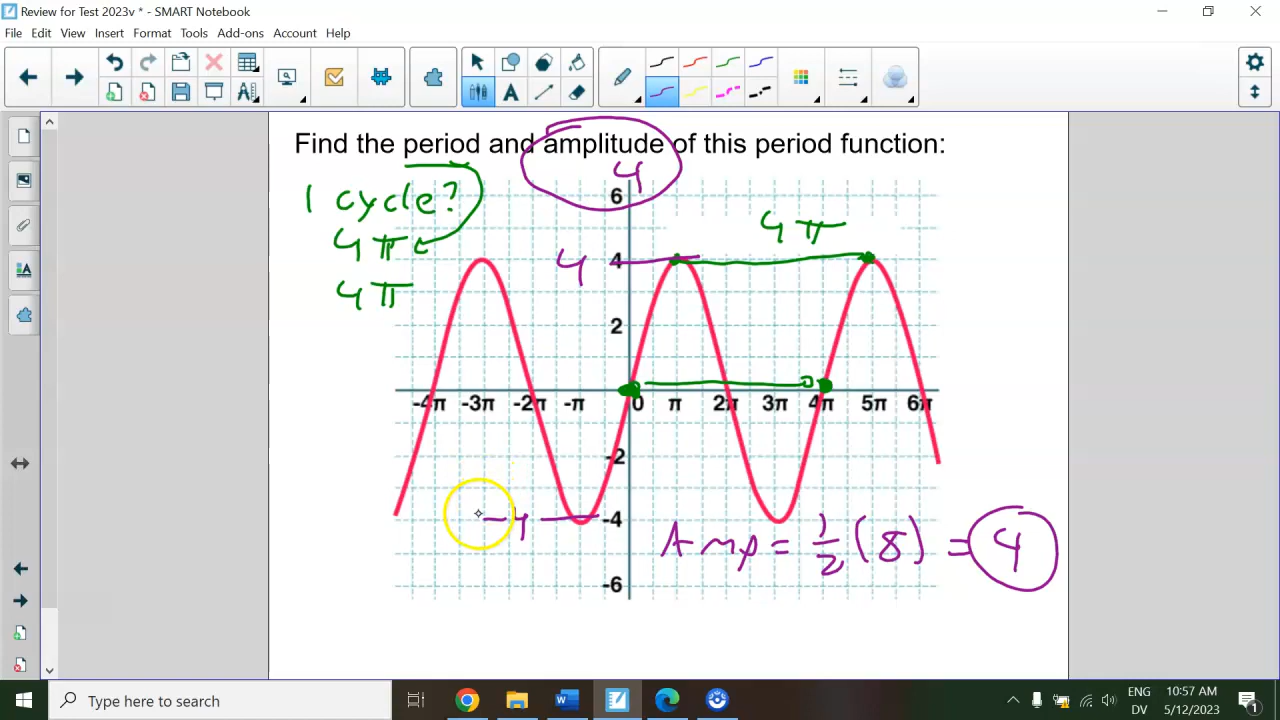 Review for Test 2023v * - SMART Notebook
File Edit View Insert Format Tools Add-ons Account Help
Find the period and amplitude of this period function:
4
1 cycle?
4π
4π
4π
4
-4
6
4
2
-2
-4
-6
-4π -3π -2π -π 0 π 2π 3π 4π 5π 6π
Amp = 1/2 (8) = 4
Type here to search
ENG
DV
10:57 AM
5/12/2023
1